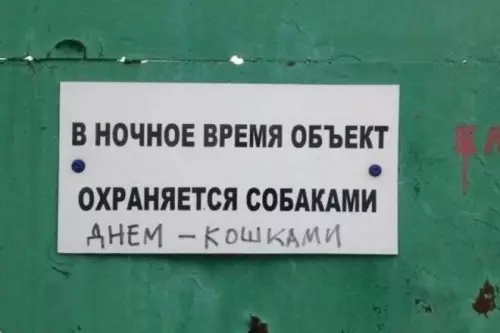 В НОЧНОЕ ВРЕМЯ ОБЪЕКТ
ОХРАНЯЕТСЯ СОБАКАМИ
ДНЕМ – КОШКАМИ